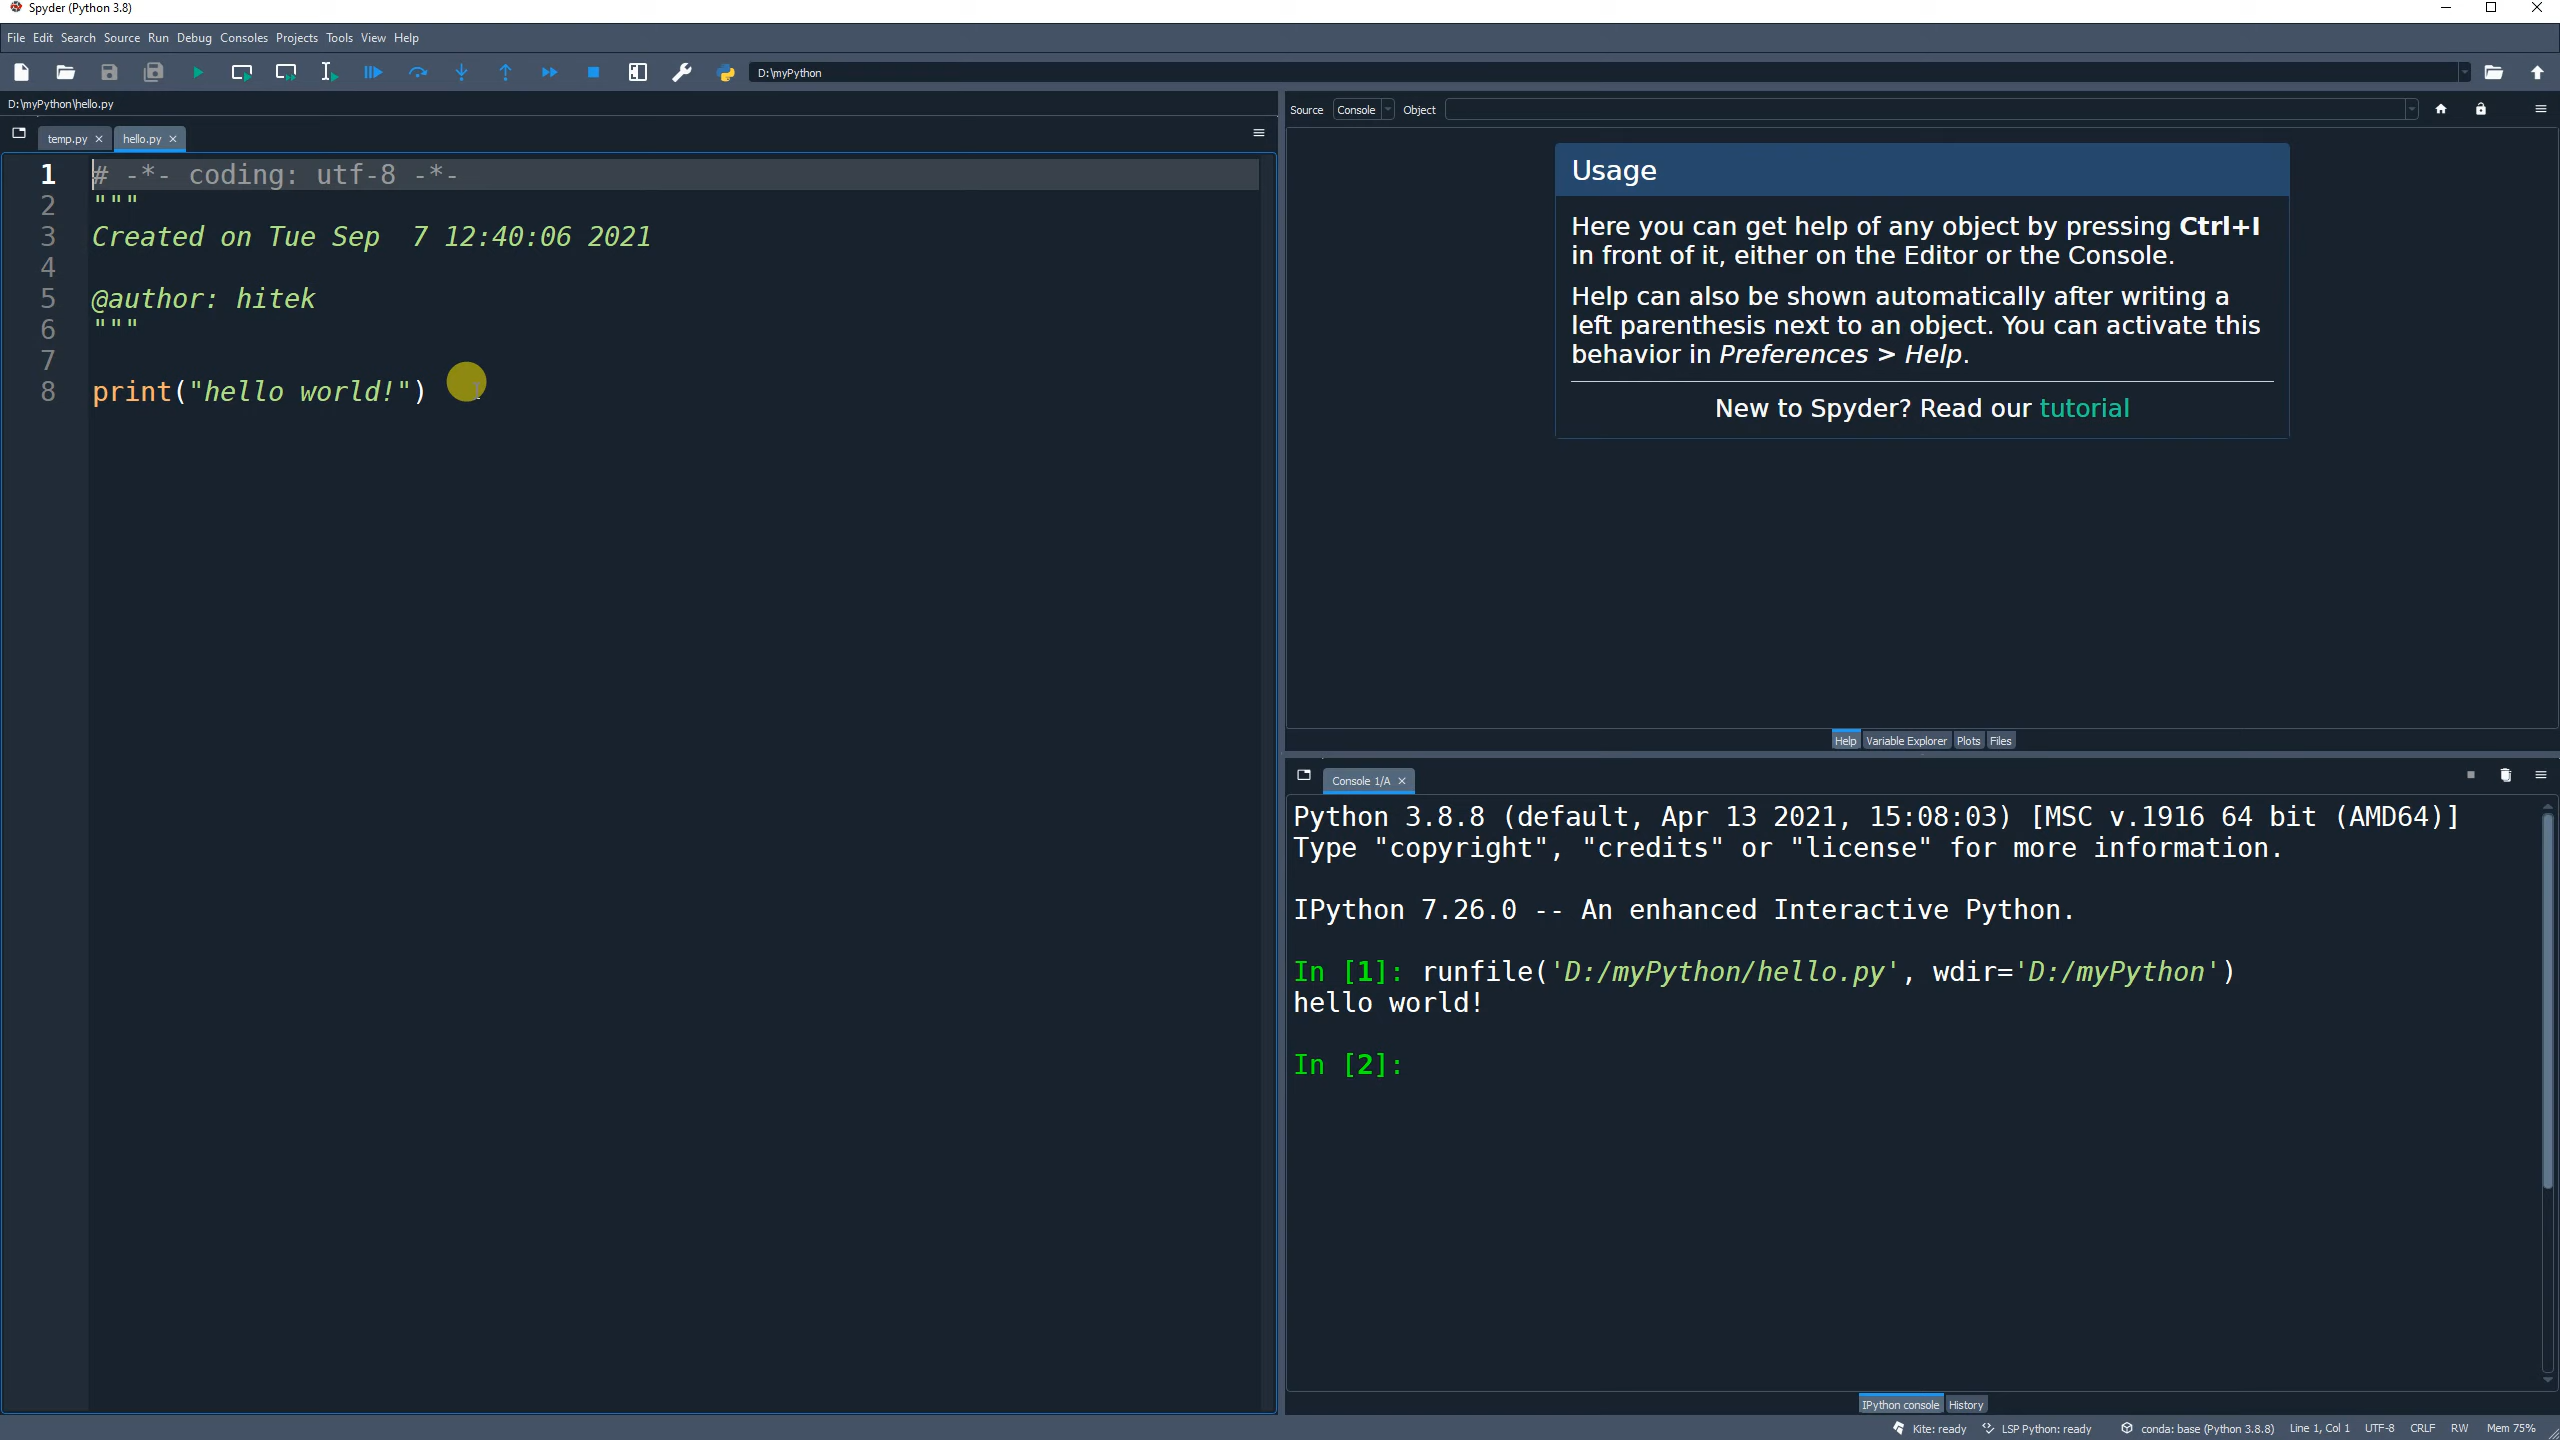 Spyder (Python 3.8)
File Edit Search Source Run Debug Consoles Projects Tools View Help
D:\myPython
D:\myPython\hello.py
temp.py
hello.py
1 # -*- coding: utf-8 -*-
2 """
3 Created on Tue Sep  7 12:40:06 2021
4
5 @author: hitek
6 """
7
8 print("hello world!")
Source Console Object
Usage
Here you can get help of any object by pressing Ctrl+I
in front of it, either on the Editor or the Console.
Help can also be shown automatically after writing a
left parenthesis next to an object. You can activate this
behavior in Preferences > Help.
New to Spyder? Read our tutorial
Help Variable Explorer Plots Files
Console 1/A
Python 3.8.8 (default, Apr 13 2021, 15:08:03) [MSC v.1916 64 bit (AMD64)]
Type "copyright", "credits" or "license" for more information.
IPython 7.26.0 -- An enhanced Interactive Python.
In [1]: runfile('D:/myPython/hello.py', wdir='D:/myPython')
hello world!
In [2]:
IPython console History
Kite: ready LSP Python: ready conda: base (Python 3.8.8) Line 1, Col 1 UTF-8 CRLF RW Mem 75%